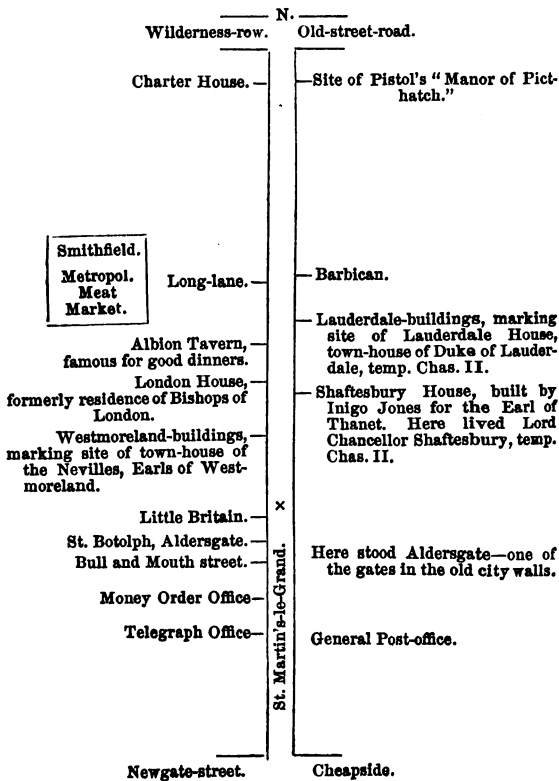 N.
Wilderness-row. Old-street-road.
Charter House.
Site of Pistol's "Manor of Pict-
hatch."
Smithfield.
Metropol.
Meat
Market.
Long-lane.
Barbican.
Lauderdale-buildings, marking
site of Lauderdale House,
town-house of Duke of Lauder-
dale, temp. Chas. II.
Albion Tavern,
famous for good dinners.
London House,
formerly residence of Bishops of
London.
Shaftesbury House, built by
Inigo Jones for the Earl of
Thanet. Here lived Lord
Chancellor Shaftesbury, temp.
Chas. II.
Westmoreland-buildings,
marking site of town-house of
the Nevilles, Earls of West-
moreland.
×
Little Britain.
St. Botolph, Aldersgate.
Bull and Mouth street.
Here stood Aldersgate—one of
the gates in the old city walls.
Money Order Office
Telegraph Office
St. Martin's-le-Grand.
General Post-office.
Newgate-street. Cheapside.